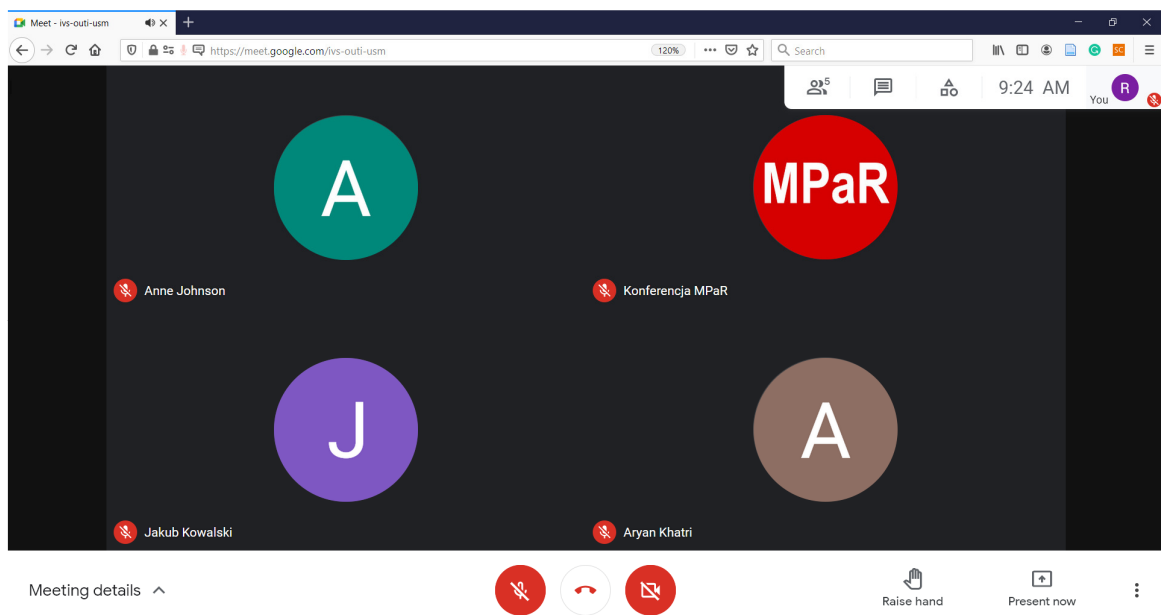 Meet - ivs-outi-usm
https://meet.google.com/ivs-outi-usm
120%
Search
SC
5
9:24 AM
You
R
A
MPaR
Anne Johnson
Konferencja MPaR
J
A
Jakub Kowalski
Aryan Khatri
Meeting details
Raise hand
Present now